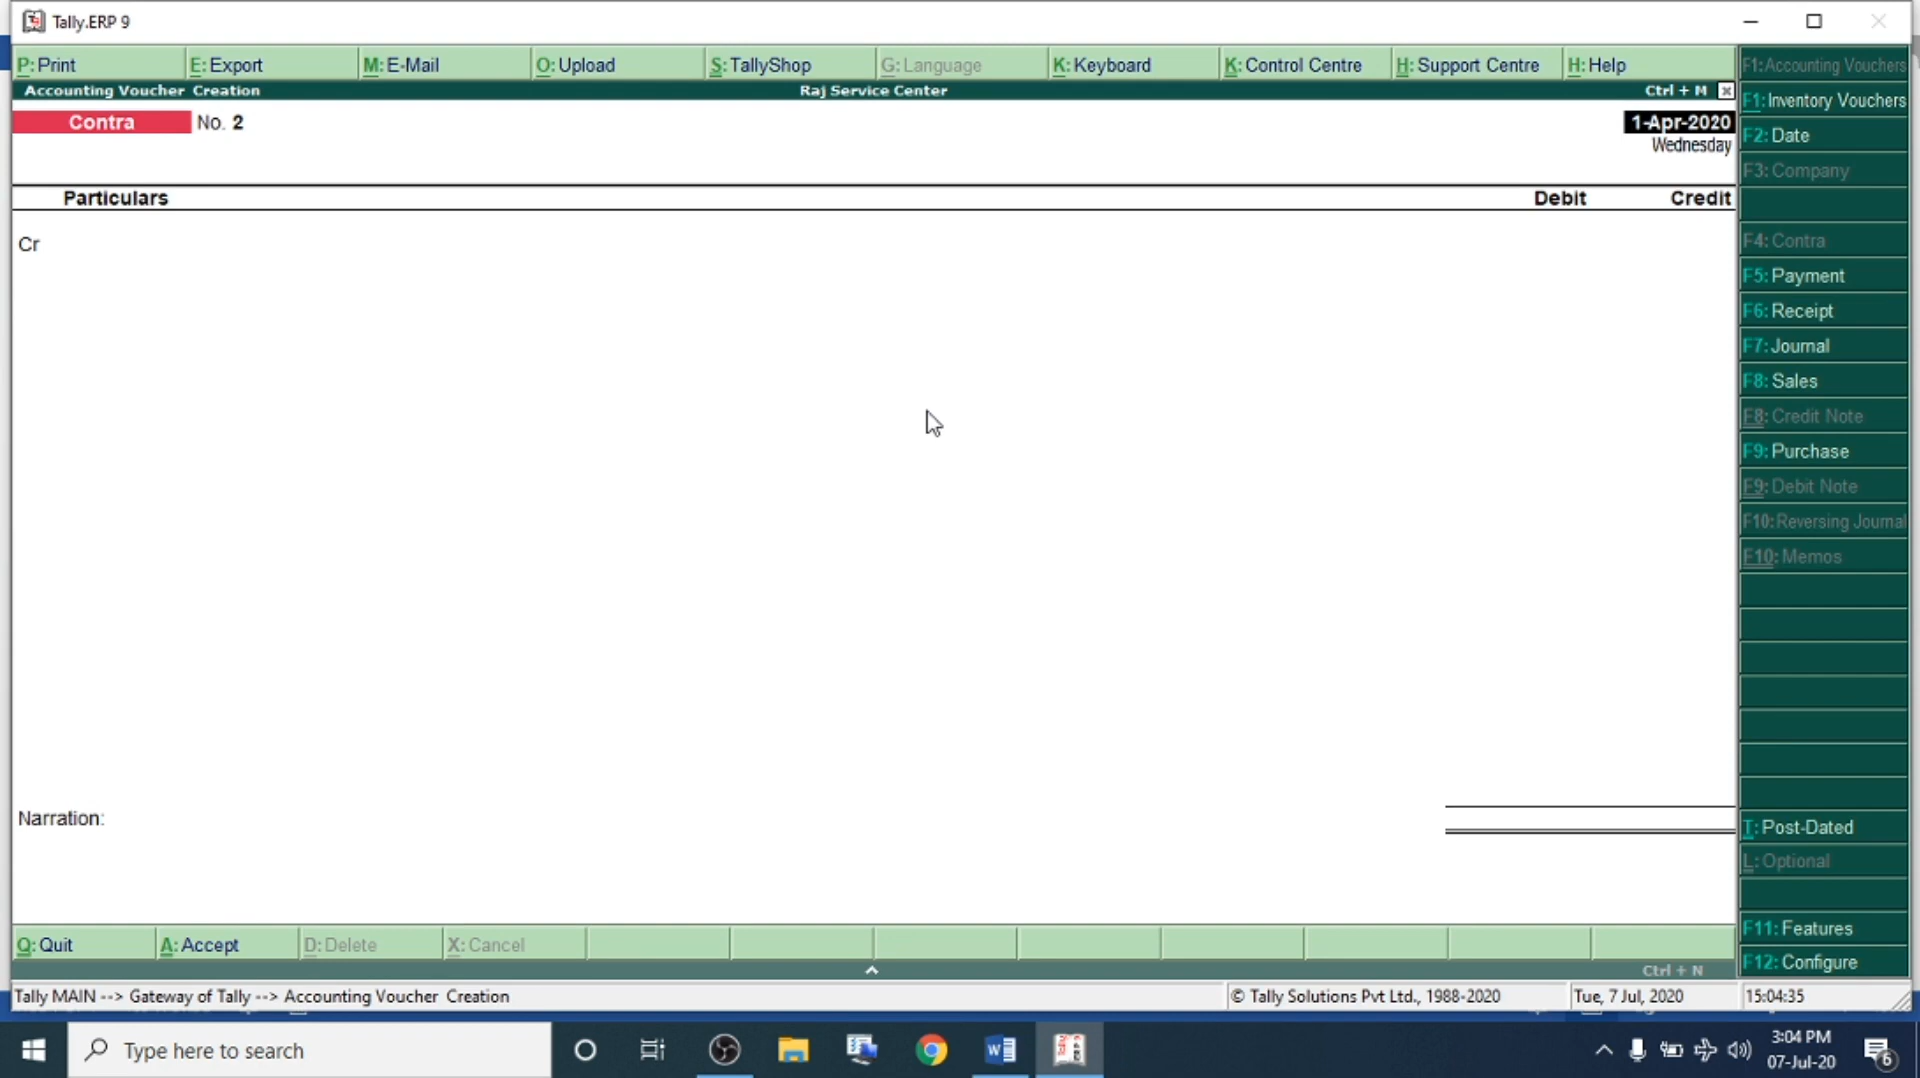 Tally.ERP 9
P: Print E: Export M: E-Mail O: Upload S: TallyShop G: Language K: Keyboard K: Control Centre H: Support Centre H: Help
Accounting Voucher Creation Raj Service Center Ctrl + M
Contra No. 2 1-Apr-2020
Wednesday
Particulars Debit Credit
Cr
Narration:
F1: Accounting Vouchers
F1: Inventory Vouchers
F2: Date
F3: Company
F4: Contra
F5: Payment
F6: Receipt
F7: Journal
F8: Sales
F8: Credit Note
F9: Purchase
F9: Debit Note
F10: Reversing Journal
F10: Memos
T: Post-Dated
L: Optional
F11: Features
F12: Configure
Q: Quit A: Accept D: Delete X: Cancel
Ctrl + N
Tally MAIN --> Gateway of Tally --> Accounting Voucher Creation © Tally Solutions Pvt Ltd., 1988-2020 Tue, 7 Jul, 2020 15:04:35
Type here to search
3:04 PM
07-Jul-20
6